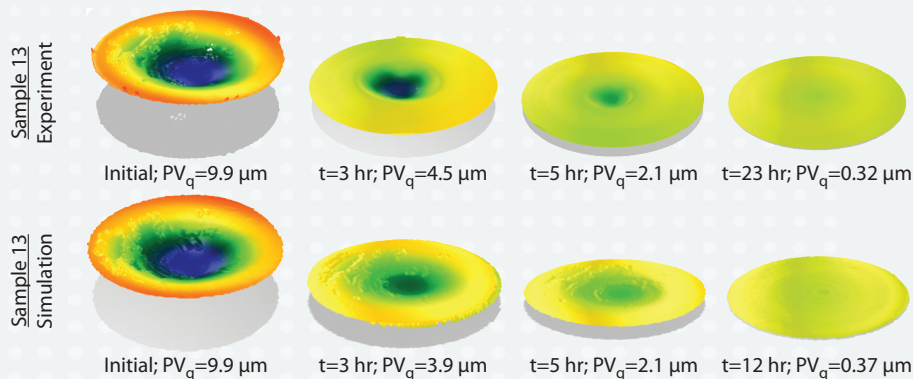 Sample 13
Experiment
Initial; PVq=9.9 µm
t=3 hr; PVq=4.5 µm
t=5 hr; PVq=2.1 µm
t=23 hr; PVq=0.32 µm
Sample 13
Simulation
Initial; PVq=9.9 µm
t=3 hr; PVq=3.9 µm
t=5 hr; PVq=2.1 µm
t=12 hr; PVq=0.37 µm